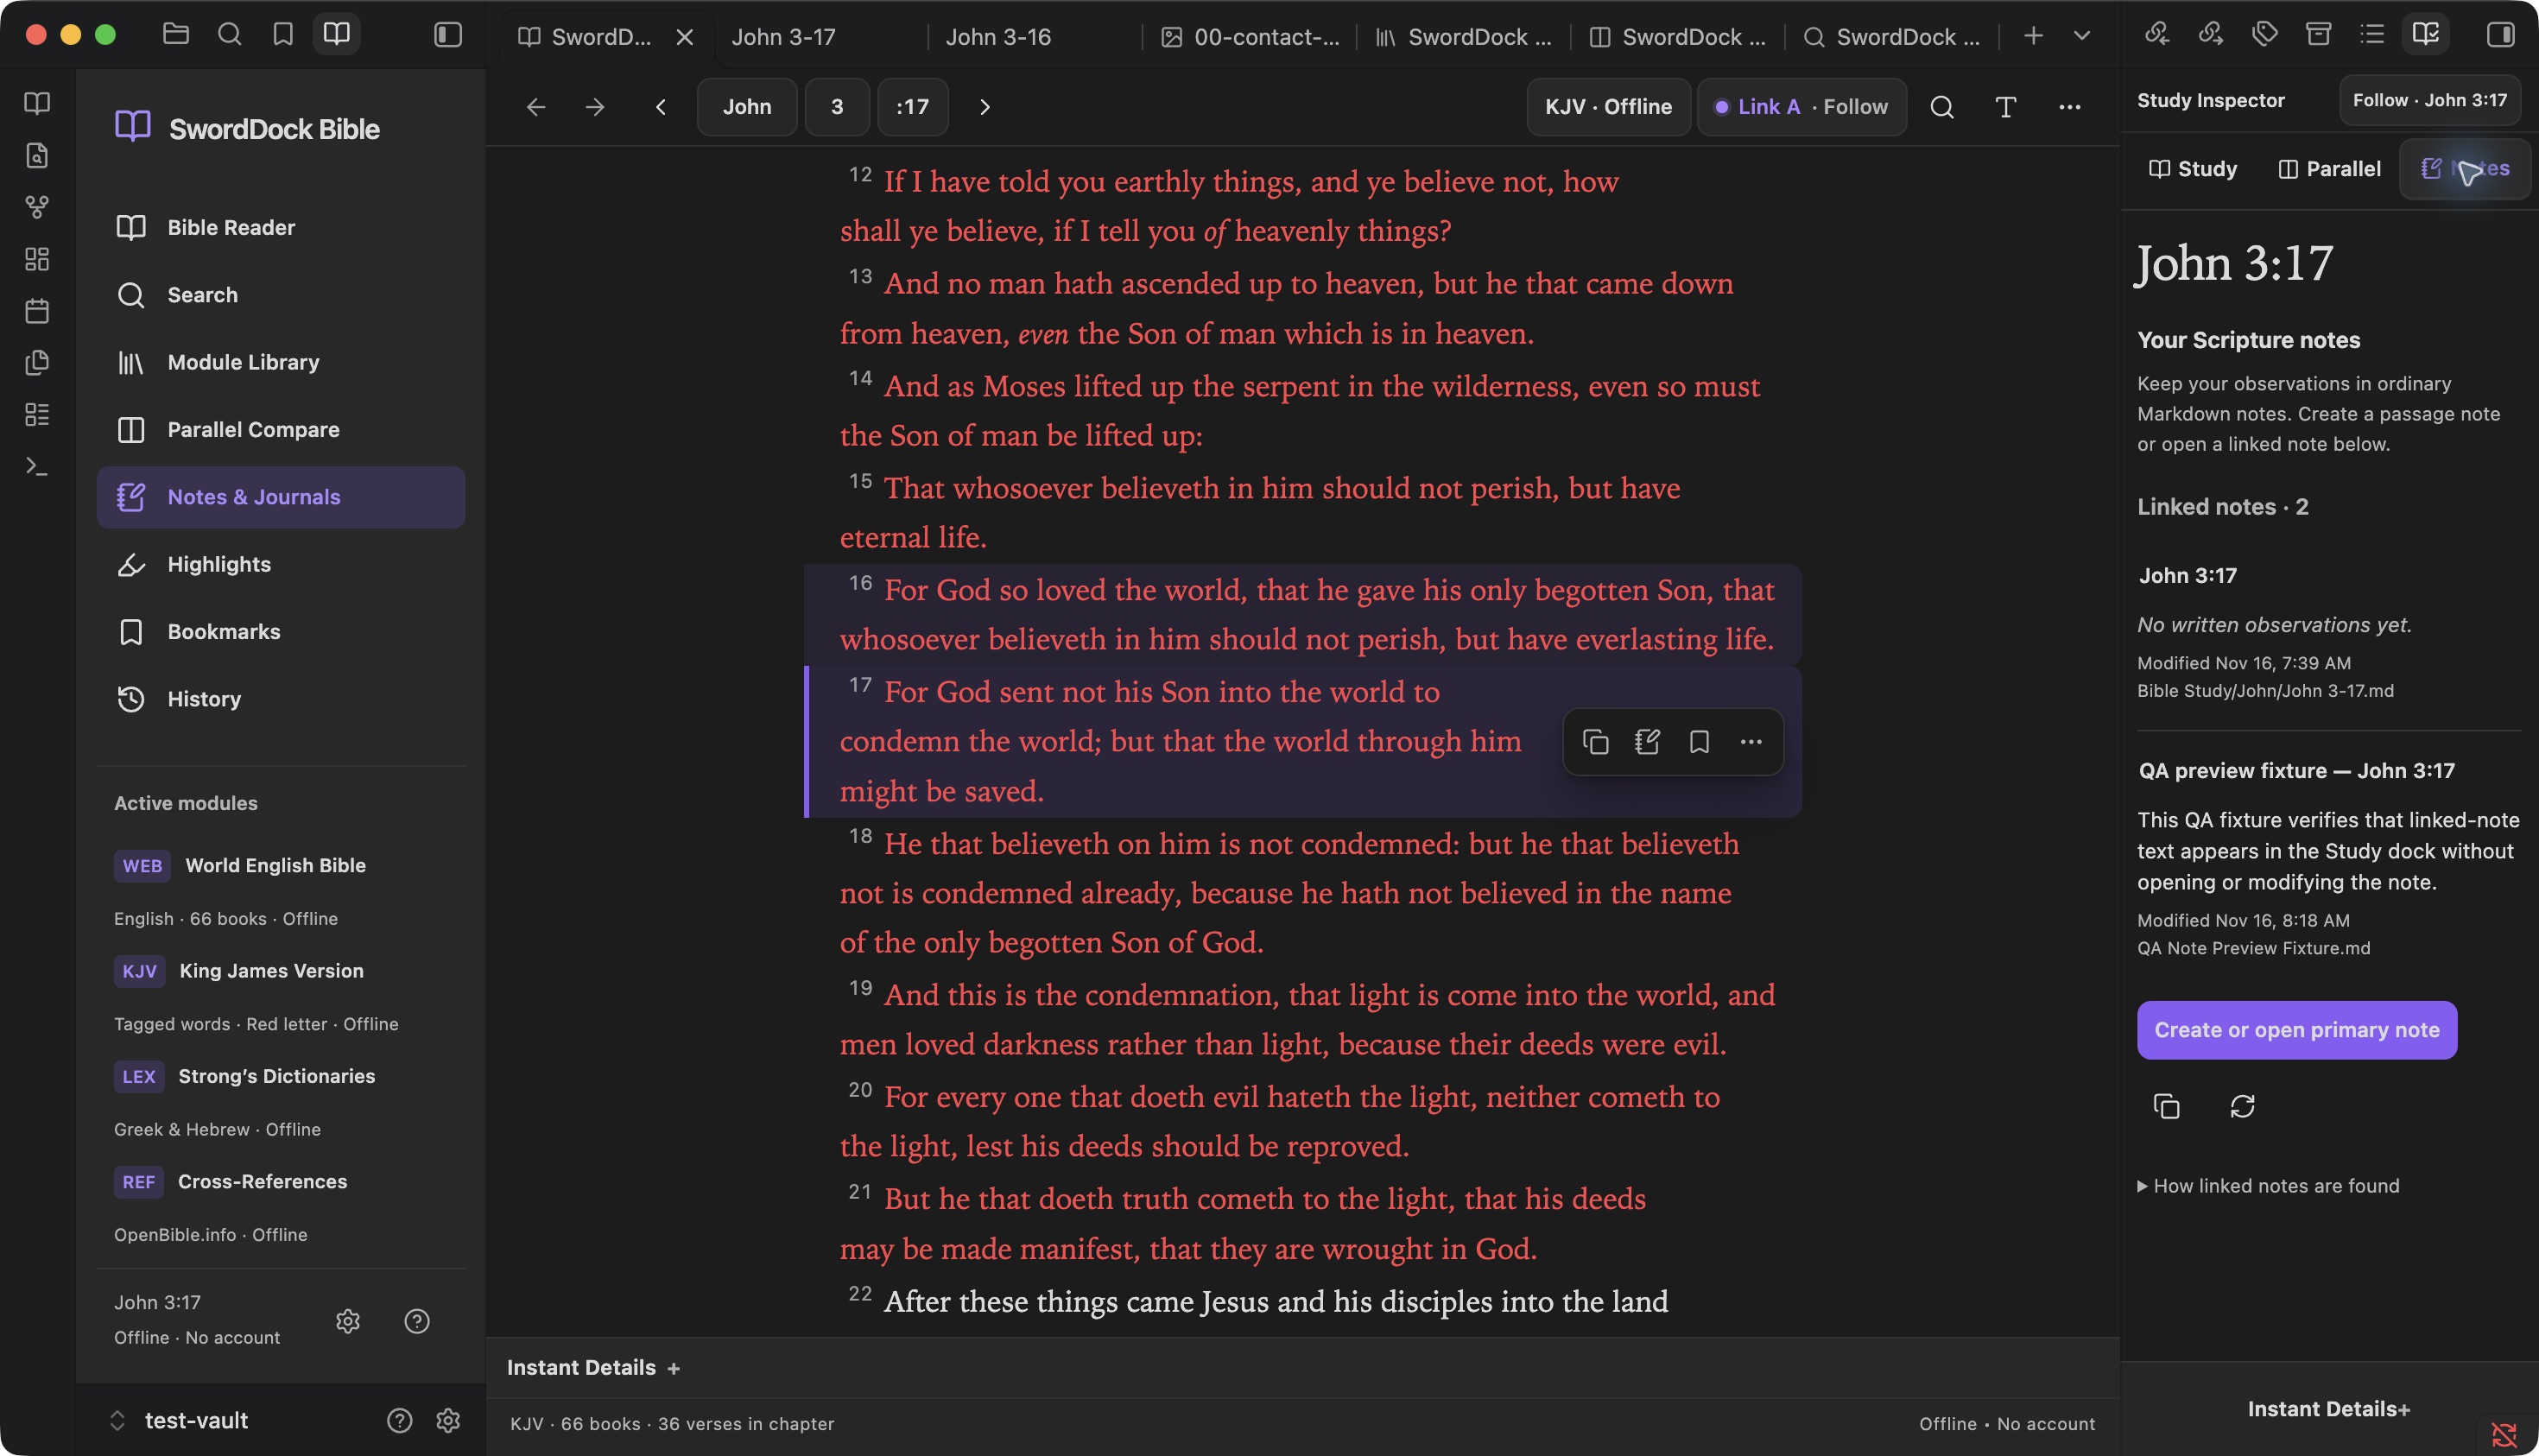 SwordD...
John 3-17
John 3-16
00-contact-...
SwordDock ...
SwordDock ...
SwordDock ...
SwordDock Bible
Bible Reader
Search
Module Library
Parallel Compare
Notes & Journals
Highlights
Bookmarks
History
Active modules
WEB World English Bible
English · 66 books · Offline
KJV King James Version
Tagged words · Red letter · Offline
LEX Strong’s Dictionaries
Greek & Hebrew · Offline
REF Cross-References
OpenBible.info · Offline
John 3:17
Offline · No account
test-vault
John 3 :17
KJV · Offline
Link A · Follow
12 If I have told you earthly things, and ye believe not, how
shall ye believe, if I tell you of heavenly things?
13 And no man hath ascended up to heaven, but he that came down
from heaven, even the Son of man which is in heaven.
14 And as Moses lifted up the serpent in the wilderness, even so must
the Son of man be lifted up:
15 That whosoever believeth in him should not perish, but have
eternal life.
16 For God so loved the world, that he gave his only begotten Son, that
whosoever believeth in him should not perish, but have everlasting life.
17 For God sent not his Son into the world to
condemn the world; but that the world through him
might be saved.
18 He that believeth on him is not condemned: but he that believeth
not is condemned already, because he hath not believed in the name
of the only begotten Son of God.
19 And this is the condemnation, that light is come into the world, and
men loved darkness rather than light, because their deeds were evil.
20 For every one that doeth evil hateth the light, neither cometh to
the light, lest his deeds should be reproved.
21 But he that doeth truth cometh to the light, that his deeds
may be made manifest, that they are wrought in God.
22 After these things came Jesus and his disciples into the land
Instant Details +
KJV · 66 books · 36 verses in chapter
Offline • No account
Study Inspector
Follow · John 3:17
Study
Parallel
Notes
John 3:17
Your Scripture notes
Keep your observations in ordinary
Markdown notes. Create a passage note
or open a linked note below.
Linked notes · 2
John 3:17
No written observations yet.
Modified Nov 16, 7:39 AM
Bible Study/John/John 3-17.md
QA preview fixture — John 3:17
This QA fixture verifies that linked-note
text appears in the Study dock without
opening or modifying the note.
Modified Nov 16, 8:18 AM
QA Note Preview Fixture.md
Create or open primary note
How linked notes are found
Instant Details+